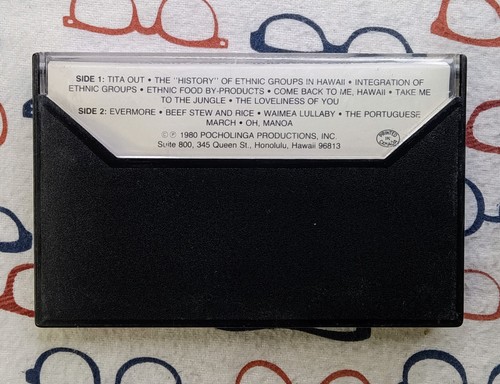 SIDE 1: TITA OUT • THE "HISTORY" OF ETHNIC GROUPS IN HAWAII • INTEGRATION OF
ETHNIC GROUPS • ETHNIC FOOD BY-PRODUCTS • COME BACK TO ME, HAWAII • TAKE ME
TO THE JUNGLE • THE LOVELINESS OF YOU
SIDE 2: EVERMORE • BEEF STEW AND RICE • WAIMEA LULLABY • THE PORTUGUESE
MARCH • OH, MANOA
©℗ 1980 POCHOLINGA PRODUCTIONS, INC.
Suite 800, 345 Queen St., Honolulu, Hawaii 96813
PRINTED
IN